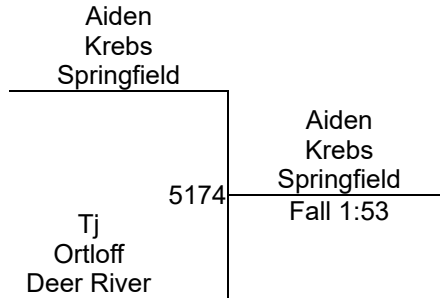 Aiden
Krebs
Springfield
Aiden
Krebs
Springfield
5174
Fall 1:53
Tj
Ortloff
Deer River